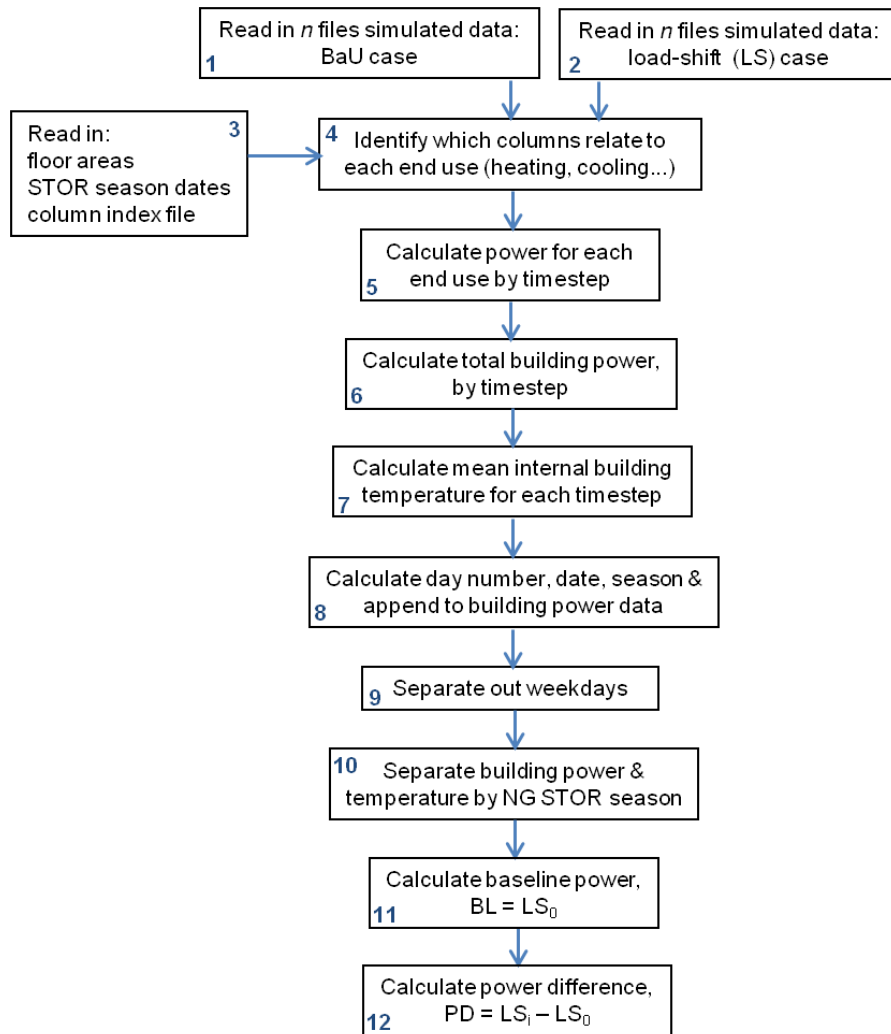 Read in n files simulated data:
BaU case
1
Read in n files simulated data:
load-shift (LS) case
2
Read in:
floor areas
STOR season dates
column index file
3
4
Identify which columns relate to
each end use (heating, cooling...)
Calculate power for each
end use by timestep
5
Calculate total building power,
by timestep
6
Calculate mean internal building
temperature for each timestep
7
Calculate day number, date, season &
append to building power data
8
Separate out weekdays
9
10
Separate building power &
temperature by NG STOR season
Calculate baseline power,
BL = LS₀
11
Calculate power difference,
PD = LSᵢ – LS₀
12